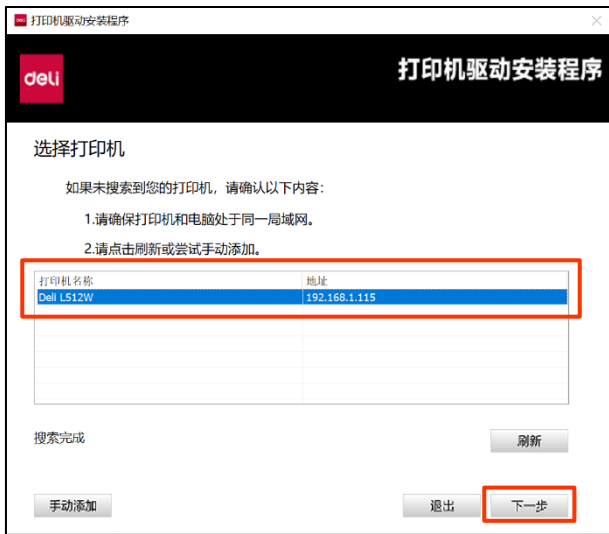 deli 打印机驱动安装程序
deli 打印机驱动安装程序
选择打印机
如果未搜索到您的打印机，请确认以下内容：
1.请确保打印机和电脑处于同一局域网。
2.请点击刷新或尝试手动添加。
打印机名称 地址
Deli L512W 192.168.1.115
搜索完成 刷新
手动添加 退出 下一步